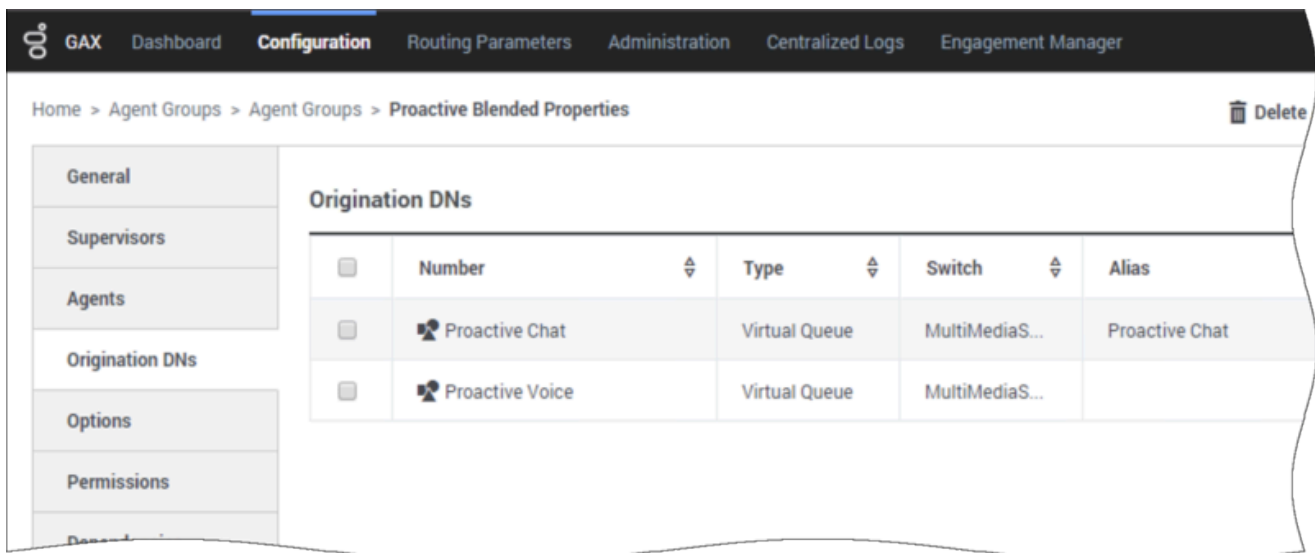 GAX Dashboard Configuration Routing Parameters Administration Centralized Logs Engagement Manager
Home > Agent Groups > Agent Groups > Proactive Blended Properties
Delete
General
Supervisors
Agents
Origination DNs
Options
Permissions
Origination DNs
Number Type Switch Alias
Proactive Chat Virtual Queue MultiMediaS... Proactive Chat
Proactive Voice Virtual Queue MultiMediaS...